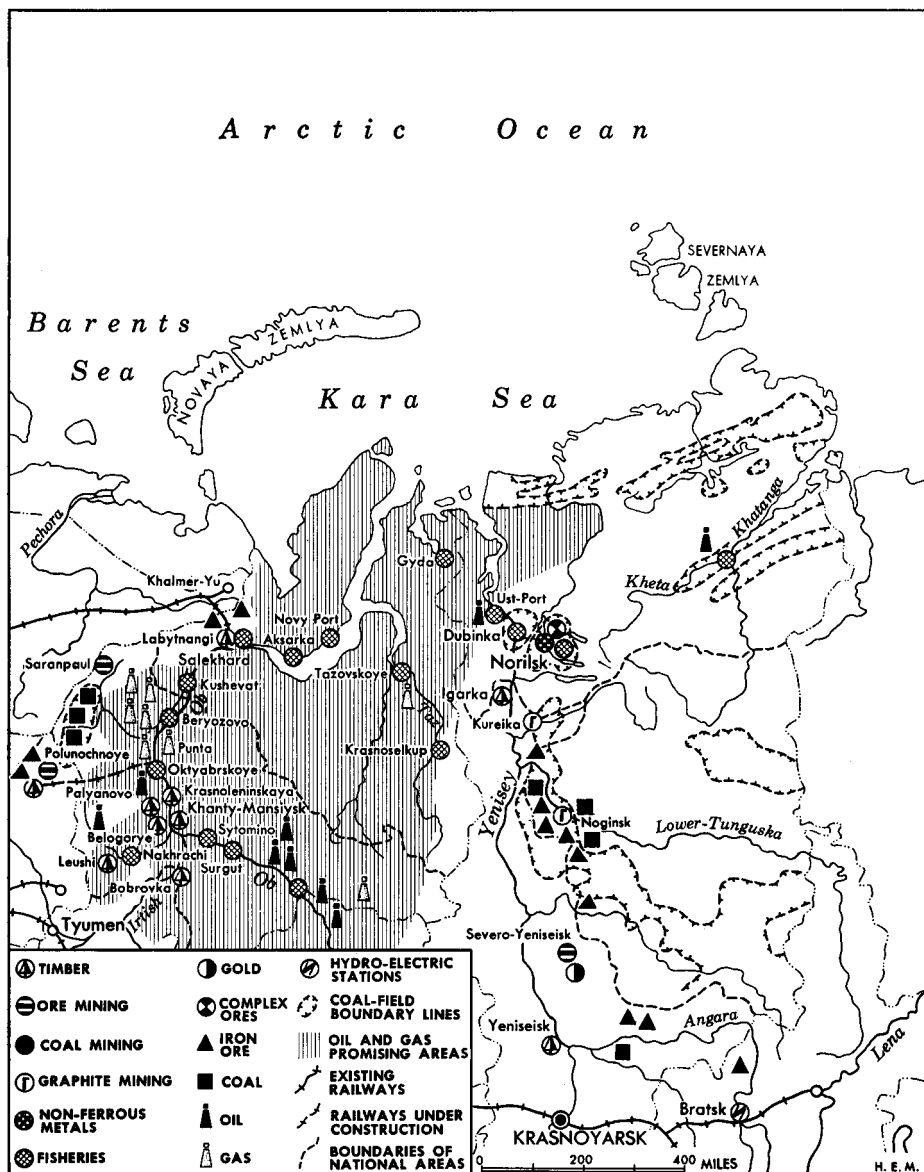 Arctic Ocean
SEVERNAYA
ZEMLYA
Barents
Sea
NOVAYA
ZEMLYA
Kara Sea
Pechora
Khatanga
Kheta
Khalmer-Yu
Gyda
Ust-Port
Novy Port
Labytnangi
Aksarka
Dubinka
Salekhard
Norilsk
Saranpaul
Kushevat
Tazovskoye
Igarka
Ob
Beryozovo
Taz
Kureika
Polunochnoye
Punta
Krasnoselkup
Oktyabrskoye
Palyanovo
Krasnoleninskaya
Yenisey
Khanty-Mansiysk
Noginsk
Lower-Tunguska
Belogorye
Sytomino
Leushi
Nakhrachi
Surgut
Bobrovka
Ob
Irtish
Tyumen
Severo-Yeniseisk
Yeniseisk
Angara
Lena
Bratsk
KRASNOYARSK
TIMBER
ORE MINING
COAL MINING
GRAPHITE MINING
NON-FERROUS
METALS
FISHERIES
GOLD
COMPLEX
ORES
IRON
ORE
COAL
OIL
GAS
HYDRO-ELECTRIC
STATIONS
COAL-FIELD
BOUNDARY LINES
OIL AND GAS
PROMISING AREAS
EXISTING
RAILWAYS
RAILWAYS UNDER
CONSTRUCTION
BOUNDARIES OF
NATIONAL AREAS
0 200 MILES 400
H. E. M.